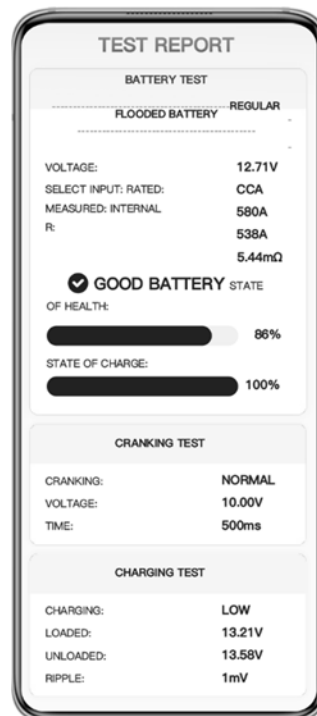 TEST REPORT
BATTERY TEST
REGULAR
FLOODED BATTERY
VOLTAGE: 12.71V
SELECT INPUT: RATED: CCA
MEASURED: INTERNAL 580A
R: 538A
5.44mΩ
GOOD BATTERY STATE
OF HEALTH:
86%
STATE OF CHARGE:
100%
CRANKING TEST
CRANKING: NORMAL
VOLTAGE: 10.00V
TIME: 500ms
CHARGING TEST
CHARGING: LOW
LOADED: 13.21V
UNLOADED: 13.58V
RIPPLE: 1mV